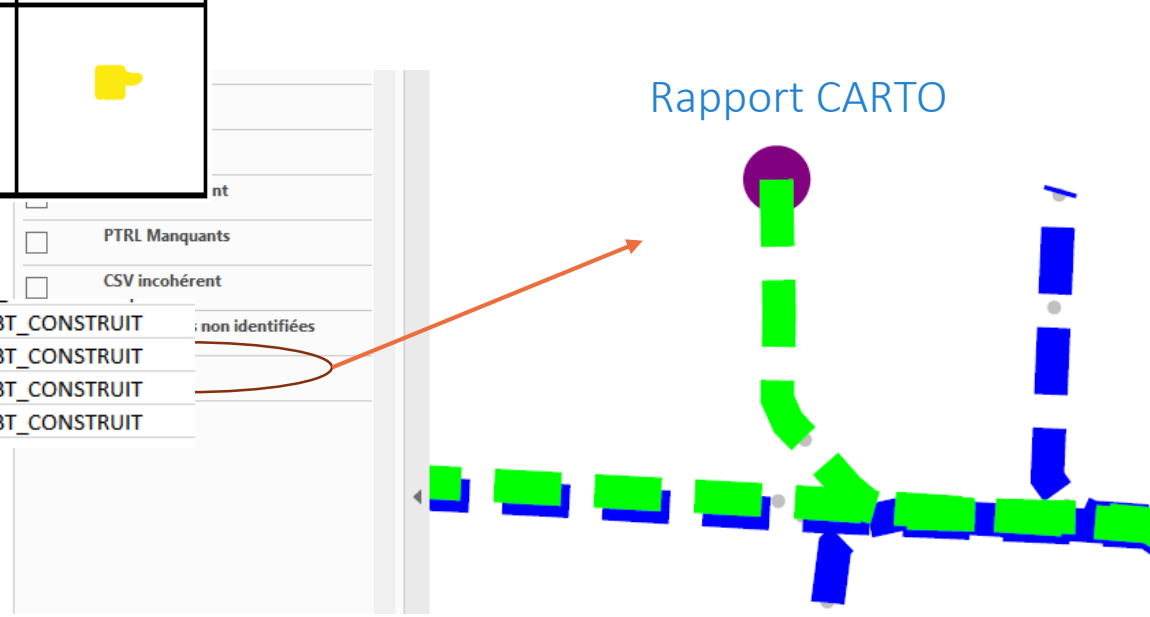 Rapport CARTO
nt
PTRL Manquants
CSV incohérent
BT_CONSTRUIT
non identifiées
BT_CONSTRUIT
BT_CONSTRUIT
BT_CONSTRUIT